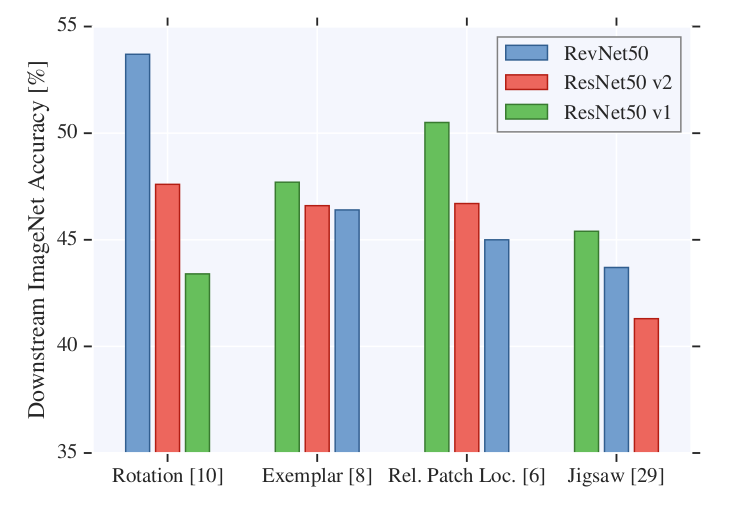 55
50
45
40
35
Downstream ImageNet Accuracy [%]
RevNet50
ResNet50 v2
ResNet50 v1
Rotation [10]
Exemplar [8]
Rel. Patch Loc. [6]
Jigsaw [29]